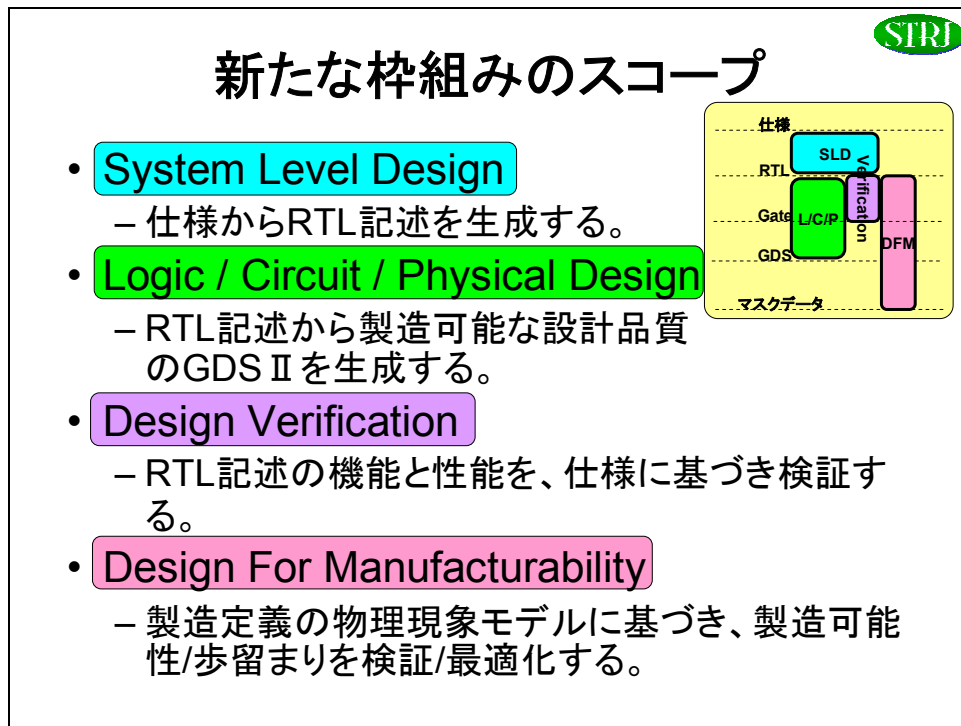 STRJ
新たな枠組みのスコープ
• System Level Design
– 仕様からRTL記述を生成する。
• Logic / Circuit / Physical Design
– RTL記述から製造可能な設計品質
のGDSⅡを生成する。
• Design Verification
– RTL記述の機能と性能を、仕様に基づき検証す
る。
• Design For Manufacturability
– 製造定義の物理現象モデルに基づき、製造可能
性/歩留まりを検証/最適化する。
仕様
SLD
RTL
Verification
Gate
L/C/P
DFM
GDS
マスクデータ